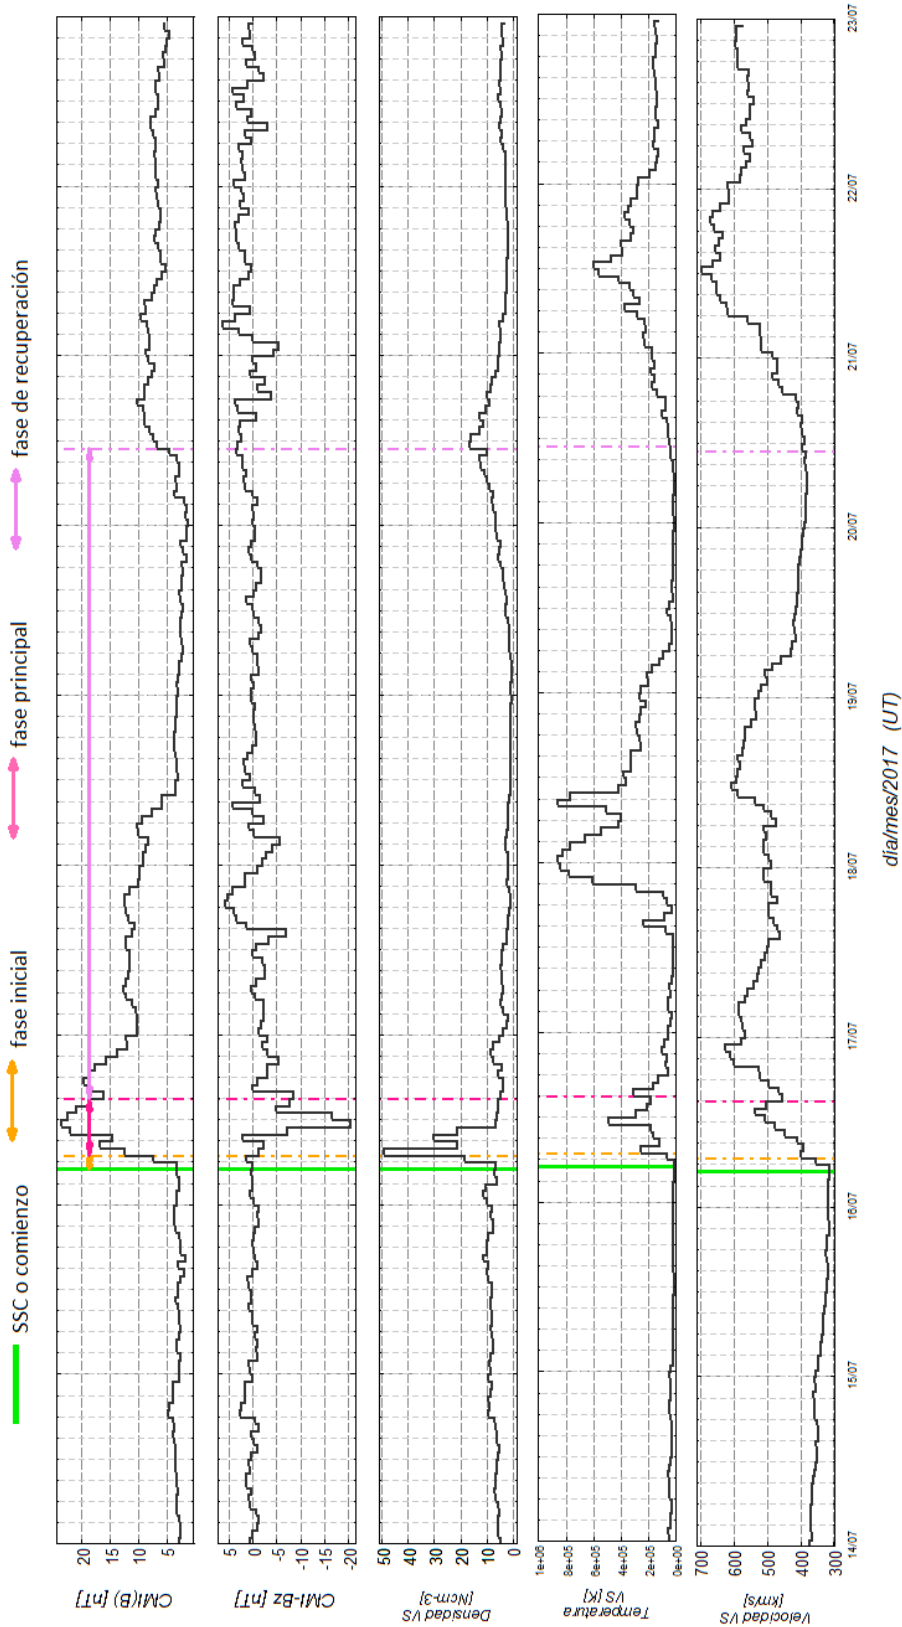 SSC o comienzo
fase inicial
fase principal
fase de recuperación
CMI(B) [nT]
20
15
10
5
CMI-Bz [nT]
5
0
-5
-10
-15
-20
Densidad VS
[Ncm-3]
50
40
30
20
10
0
Temperatura
VS [K]
1e+06
8e+05
6e+05
4e+05
2e+05
0e+00
Velocidad VS
[km/s]
700
600
500
400
300
14/07
15/07
16/07
17/07
18/07
19/07
20/07
21/07
22/07
23/07
dia/mes/2017 (UT)